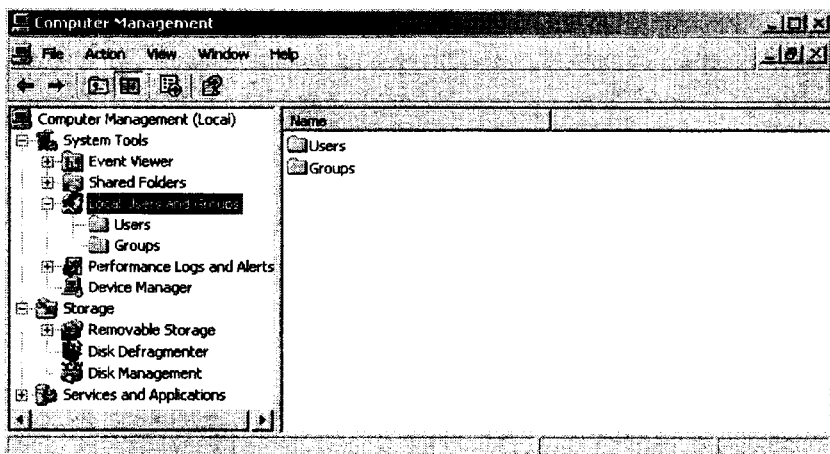 Computer Management
File Action View Window Help
Computer Management (Local)
System Tools
Event Viewer
Shared Folders
Local Users and Groups
Users
Groups
Performance Logs and Alerts
Device Manager
Storage
Removable Storage
Disk Defragmenter
Disk Management
Services and Applications
Name
Users
Groups